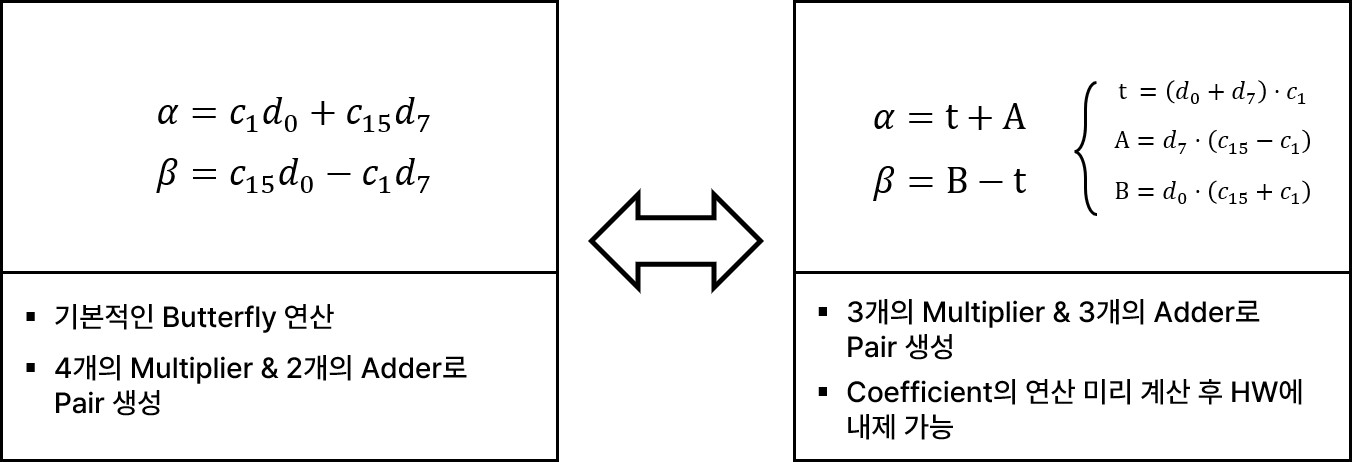 α = c₁d₀ + c₁₅d₇
β = c₁₅d₀ − c₁d₇
▪ 기본적인 Butterfly 연산
▪ 4개의 Multiplier & 2개의 Adder로
Pair 생성
α = t + A
β = B − t
t = (d₀ + d₇) · c₁
A = d₇ · (c₁₅ − c₁)
B = d₀ · (c₁₅ + c₁)
▪ 3개의 Multiplier & 3개의 Adder로
Pair 생성
▪ Coefficient의 연산 미리 계산 후 HW에
내제 가능